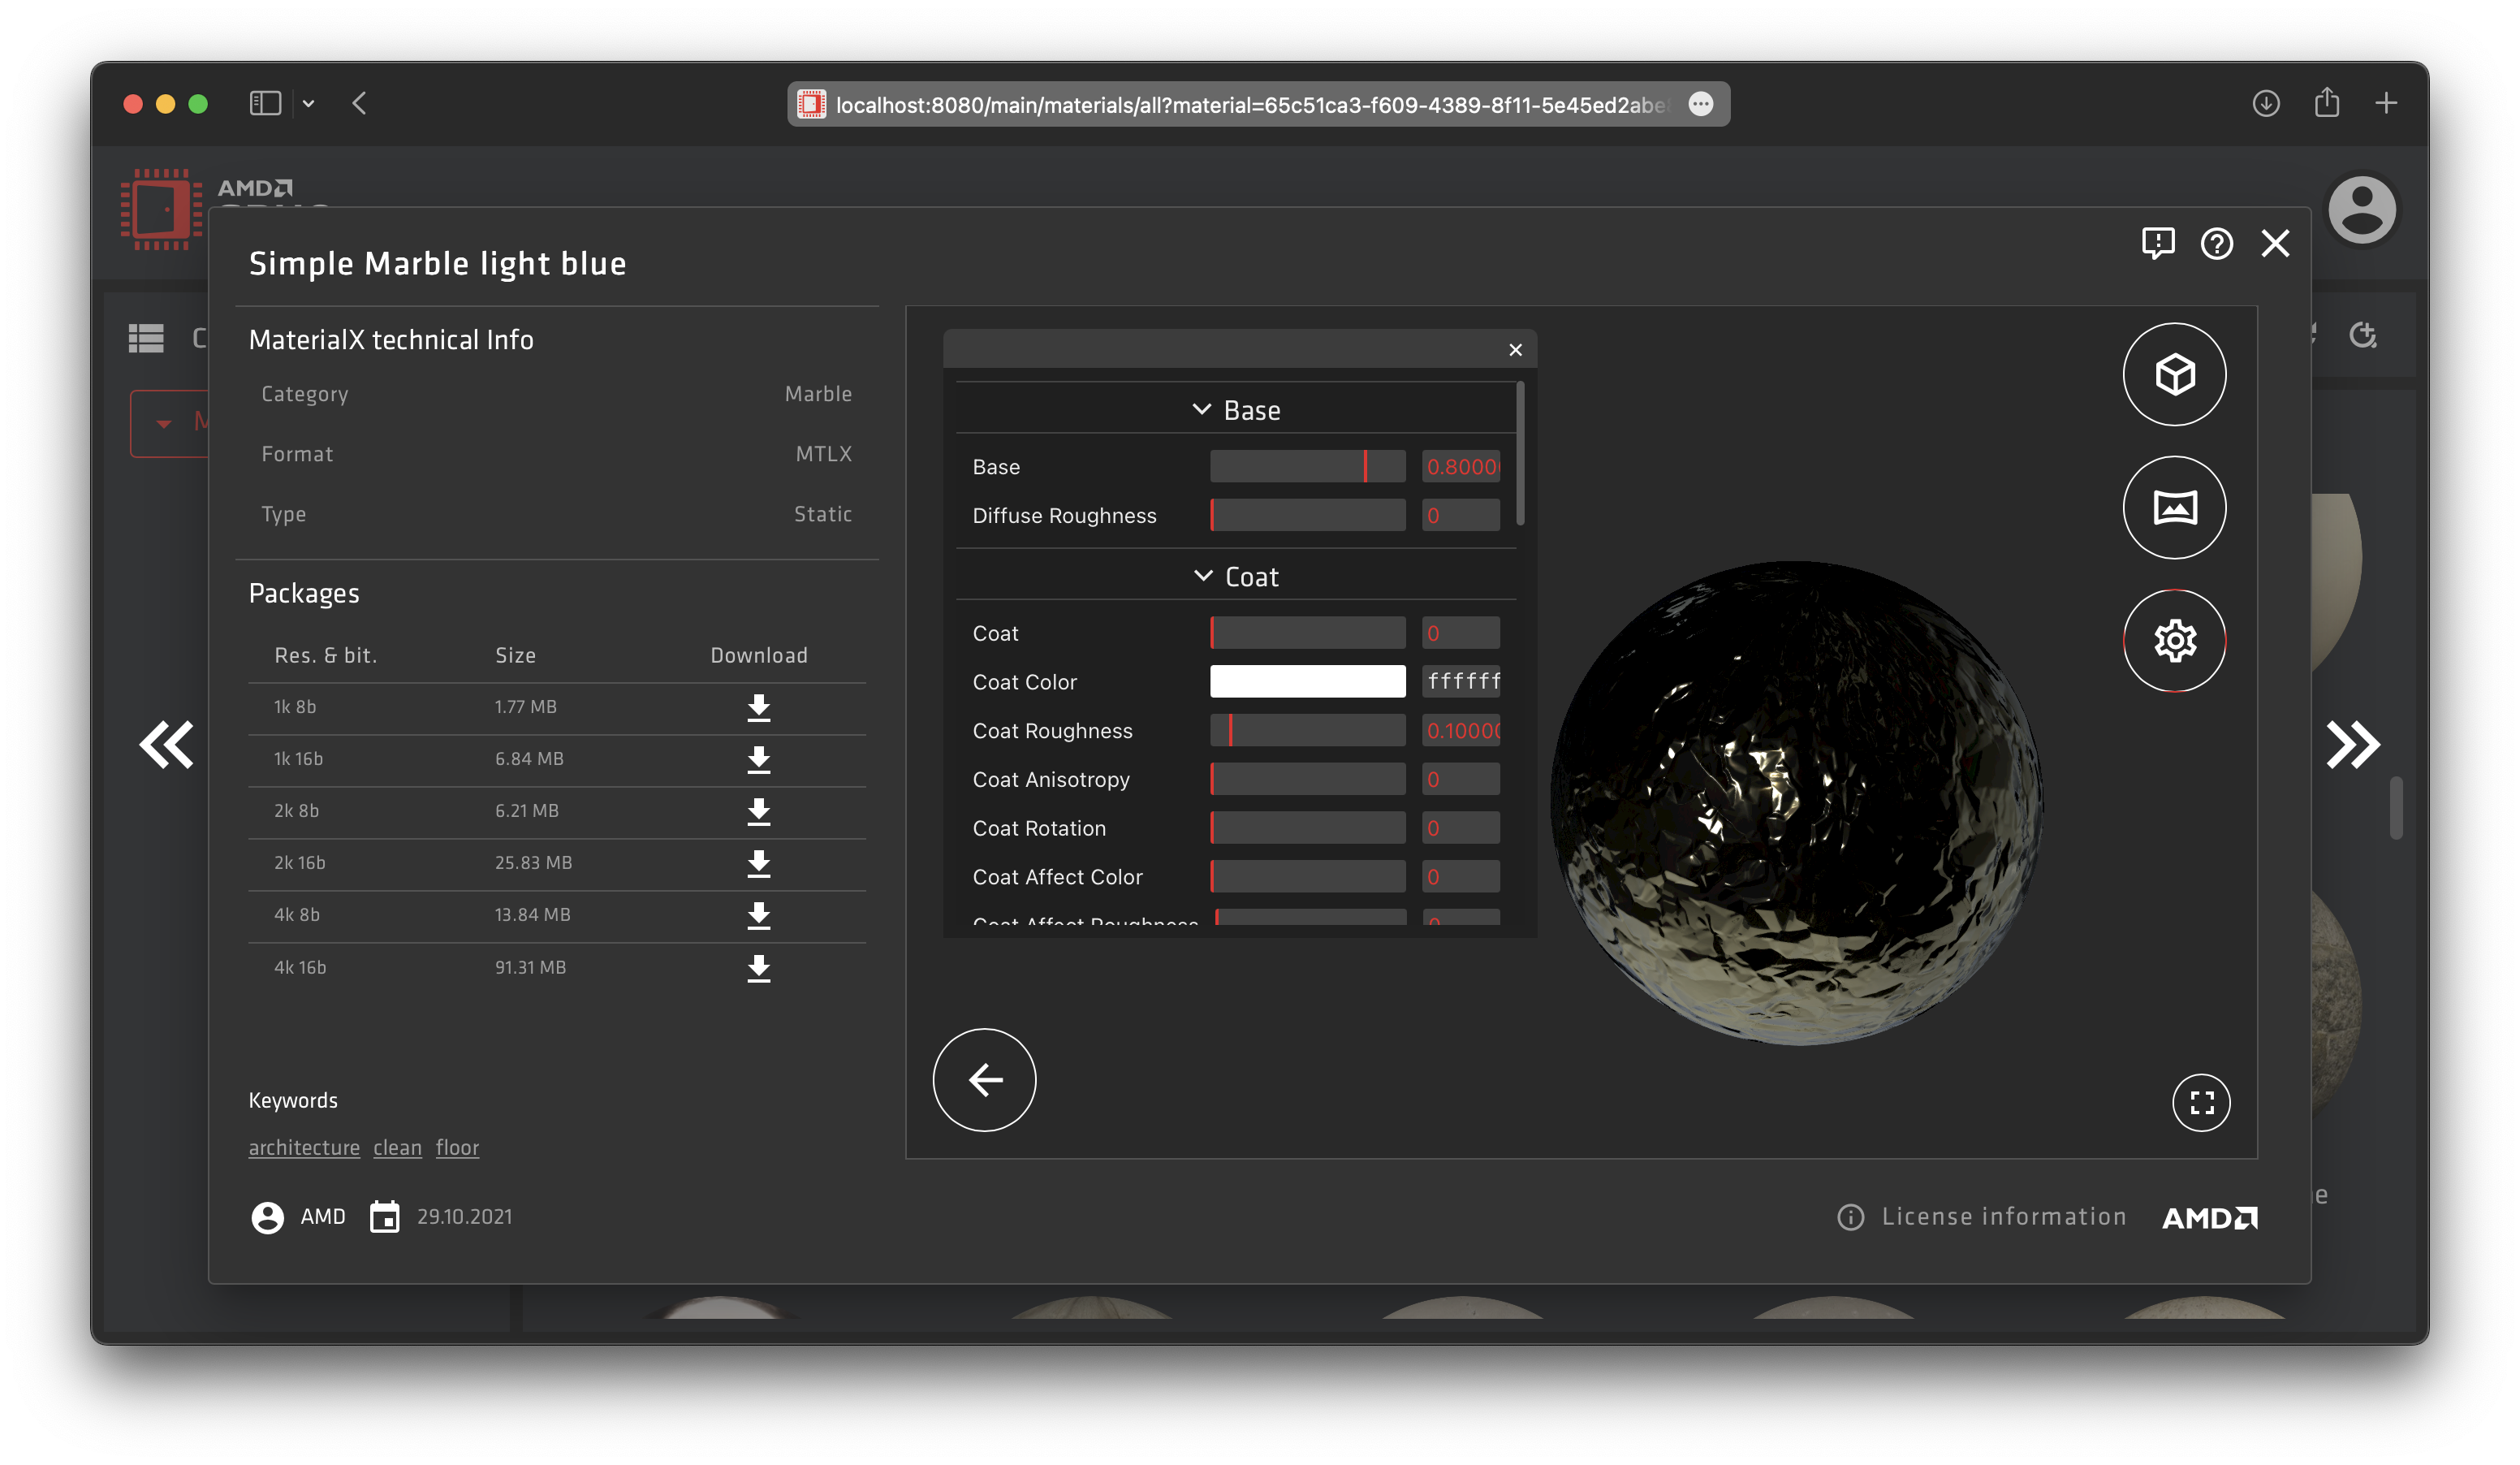 localhost:8080/main/materials/all?material=65c51ca3-f609-4389-8f11-5e45ed2abe
AMD
Simple Marble light blue
MaterialX technical Info
Category Marble
Format MTLX
Type Static
Packages
Res. & bit. Size Download
1k 8b 1.77 MB
1k 16b 6.84 MB
2k 8b 6.21 MB
2k 16b 25.83 MB
4k 8b 13.84 MB
4k 16b 91.31 MB
Keywords
architecture clean floor
AMD 29.10.2021
Base
Base 0.8000
Diffuse Roughness 0
Coat
Coat 0
Coat Color ffffff
Coat Roughness 0.1000
Coat Anisotropy 0
Coat Rotation 0
Coat Affect Color 0
Coat Affect Roughness 0
License information AMD